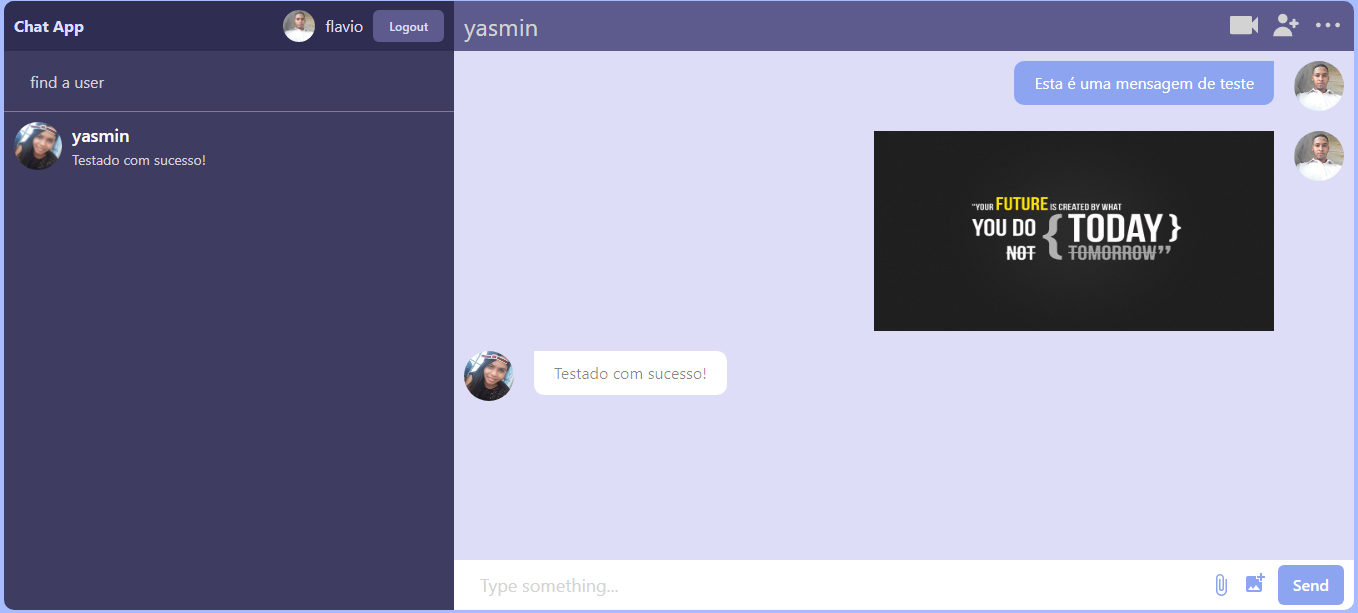 Chat App
flavio
Logout
find a user
yasmin
Testado com sucesso!
yasmin
Esta é uma mensagem de teste
"YOUR FUTURE IS CREATED BY WHAT
YOU DO { TODAY }
NOT TOMORROW”
Testado com sucesso!
Type something...
Send